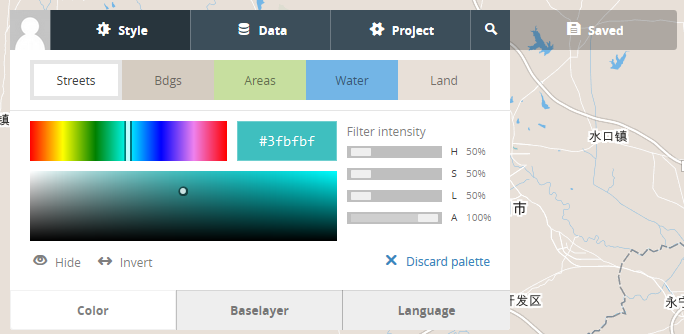 Style Data Project Saved
Streets Bdgs Areas Water Land
#3fbfbf
Filter intensity
H 50%
S 50%
L 50%
A 100%
Hide Invert Discard palette
Color Baselayer Language
镇
水口镇
市
开发区
永宁